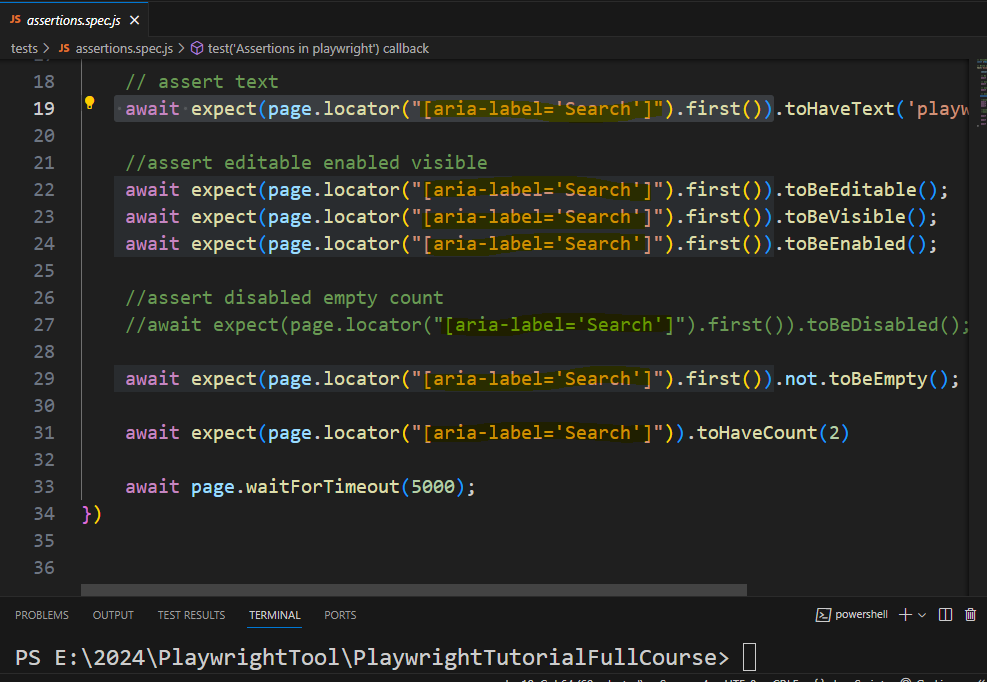 JS assertions.spec.js ×
tests > JS assertions.spec.js > test('Assertions in playwright') callback
18 // assert text
19 await expect(page.locator("[aria-label='Search']").first()).toHaveText('playw
20
21 //assert editable enabled visible
22 await expect(page.locator("[aria-label='Search']").first()).toBeEditable();
23 await expect(page.locator("[aria-label='Search']").first()).toBeVisible();
24 await expect(page.locator("[aria-label='Search']").first()).toBeEnabled();
25
26 //assert disabled empty count
27 //await expect(page.locator("[aria-label='Search']").first()).toBeDisabled();
28
29 await expect(page.locator("[aria-label='Search']").first()).not.toBeEmpty();
30
31 await expect(page.locator("[aria-label='Search']")).toHaveCount(2)
32
33 await page.waitForTimeout(5000);
34 })
35
36
PROBLEMS OUTPUT TEST RESULTS TERMINAL PORTS powershell
PS E:\2024\PlaywrightTool\PlaywrightTutorialFullCourse>